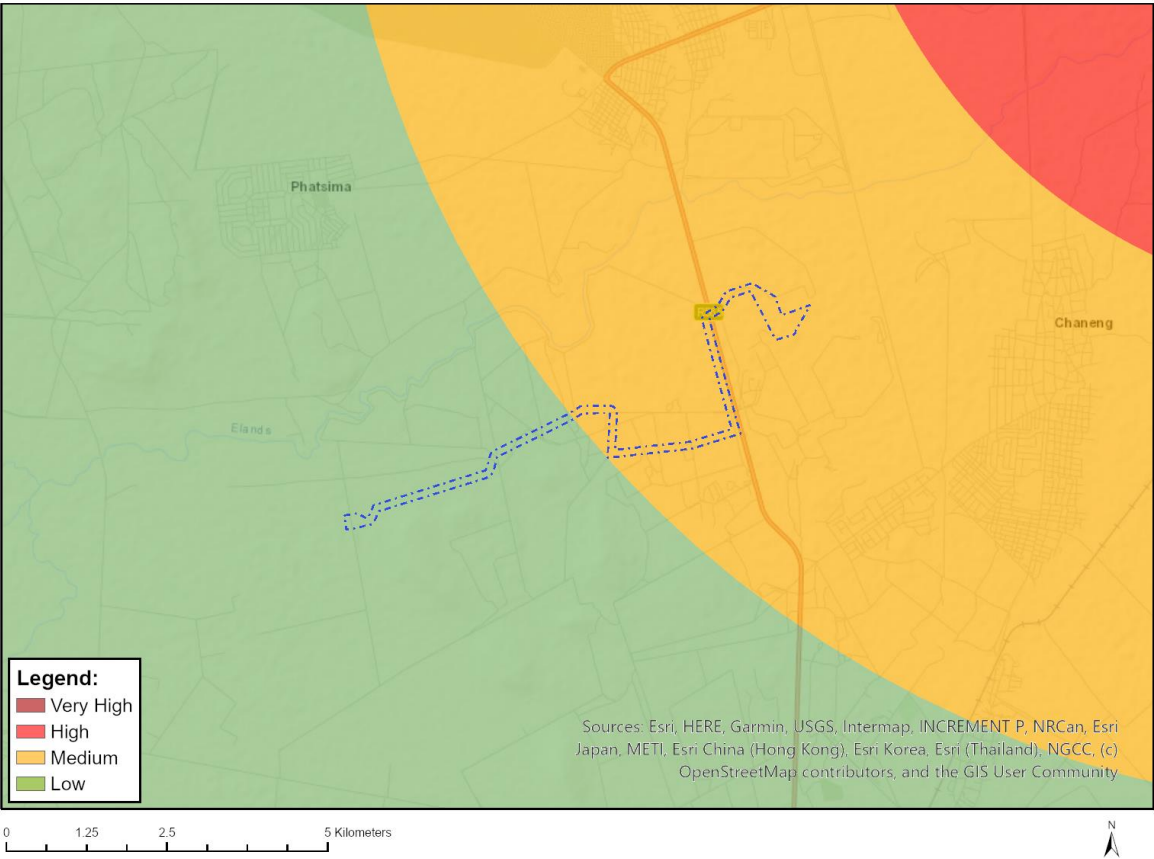 Phatsima
Chaneng
Elands
Legend:
Very High
High
Medium
Low
Sources: Esri, HERE, Garmin, USGS, Intermap, INCREMENT P, NRCan, Esri
Japan, METI, Esri China (Hong Kong), Esri Korea, Esri (Thailand), NGCC, (c)
OpenStreetMap contributors, and the GIS User Community
0 1.25 2.5 5 Kilometers
N